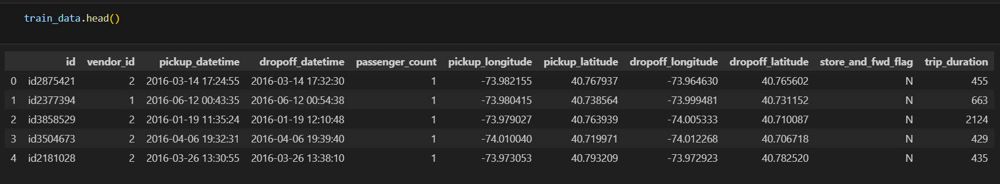 train_data.head()
id vendor_id pickup_datetime dropoff_datetime passenger_count pickup_longitude pickup_latitude dropoff_longitude dropoff_latitude store_and_fwd_flag trip_duration
0 id2875421 2 2016-03-14 17:24:55 2016-03-14 17:32:30 1 -73.982155 40.767937 -73.964630 40.765602 N 455
1 id2377394 1 2016-06-12 00:43:35 2016-06-12 00:54:38 1 -73.980415 40.738564 -73.999481 40.731152 N 663
2 id3858529 2 2016-01-19 11:35:24 2016-01-19 12:10:48 1 -73.979027 40.763939 -74.005333 40.710087 N 2124
3 id3504673 2 2016-04-06 19:32:31 2016-04-06 19:39:40 1 -74.010040 40.719971 -74.012268 40.706718 N 429
4 id2181028 2 2016-03-26 13:30:55 2016-03-26 13:38:10 1 -73.973053 40.793209 -73.972923 40.782520 N 435